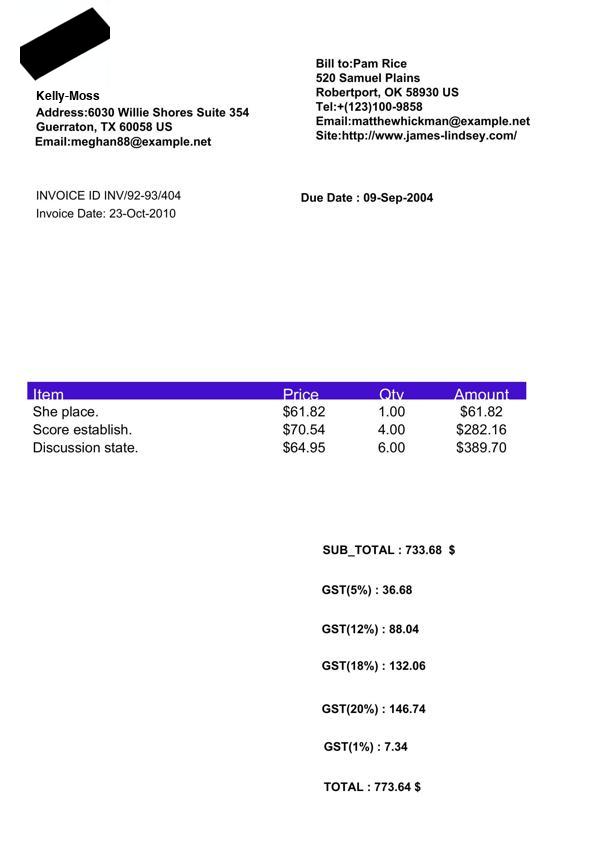 Kelly-Moss
Address:6030 Willie Shores Suite 354
Guerraton, TX 60058 US
Email:meghan88@example.net
Bill to:Pam Rice
520 Samuel Plains
Robertport, OK 58930 US
Tel:+(123)100-9858
Email:matthewhickman@example.net
Site:http://www.james-lindsey.com/
INVOICE ID INV/92-93/404
Invoice Date: 23-Oct-2010
Due Date : 09-Sep-2004
Item Price Qty Amount
She place. $61.82 1.00 $61.82
Score establish. $70.54 4.00 $282.16
Discussion state. $64.95 6.00 $389.70
SUB_TOTAL : 733.68 $
GST(5%) : 36.68
GST(12%) : 88.04
GST(18%) : 132.06
GST(20%) : 146.74
GST(1%) : 7.34
TOTAL : 773.64 $